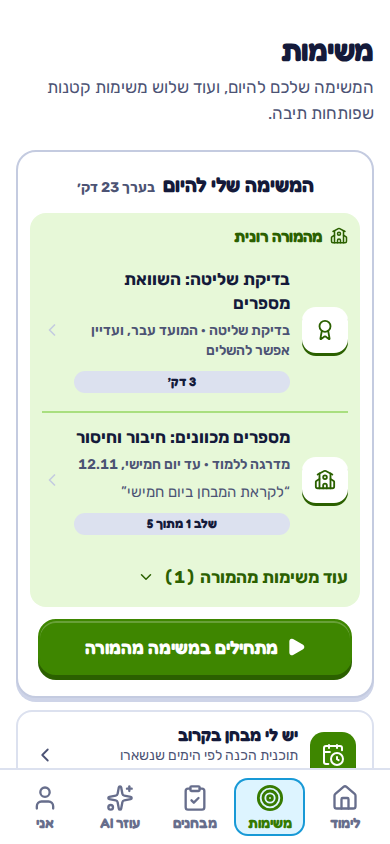 משימות
המשימה שלכם להיום, ועוד שלוש משימות קטנות
שפותחות תיבה.
המשימה שלי להיום בערך 23 דק׳
מהמורה רונית
בדיקת שליטה: השוואת
מספרים
בדיקת שליטה • המועד עבר, ועדיין
אפשר להשלים
3 דק׳
מספרים מכוונים: חיבור וחיסור
מדרגה ללמוד • עד יום חמישי, 12.11
״לקראת המבחן ביום חמישי״
שלב 1 מתוך 5
עוד משימות מהמורה (1)
מתחילים במשימה מהמורה
יש לי מבחן בקרוב
תוכנית הכנה לפי הימים שנשארו
לימוד
משימות
מבחנים
עוזר AI
אני